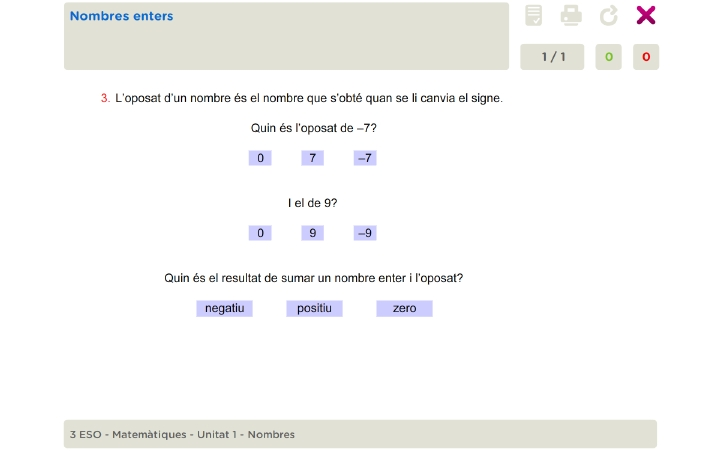 Nombres enters
1 / 1
0
0
3. L'oposat d'un nombre és el nombre que s'obté quan se li canvia el signe.
Quin és l'oposat de –7?
0 7 –7
I el de 9?
0 9 –9
Quin és el resultat de sumar un nombre enter i l'oposat?
negatiu positiu zero
3 ESO - Matemàtiques - Unitat 1 - Nombres